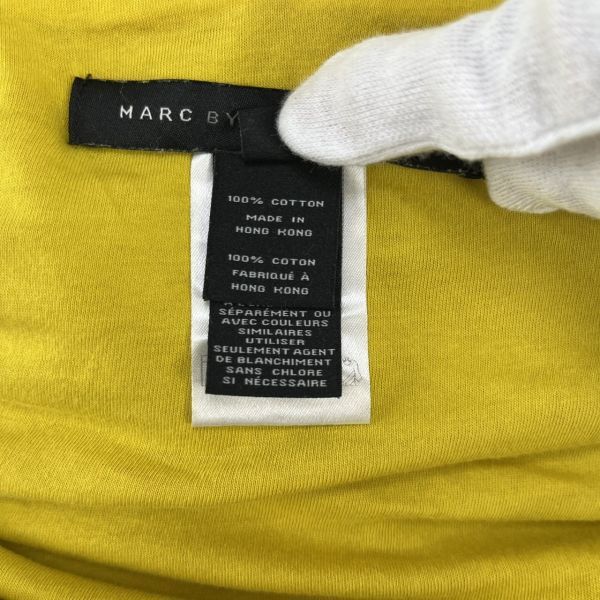 MARC BY
100% COTTON
MADE IN
HONG KONG
100% COTON
FABRIQUÉ À
HONG KONG
SÉPARÉMENT OU
AVEC COULEURS
SIMILAIRES
UTILISER
SEULEMENT AGENT
DE BLANCHIMENT
SANS CHLORE
SI NÉCESSAIRE